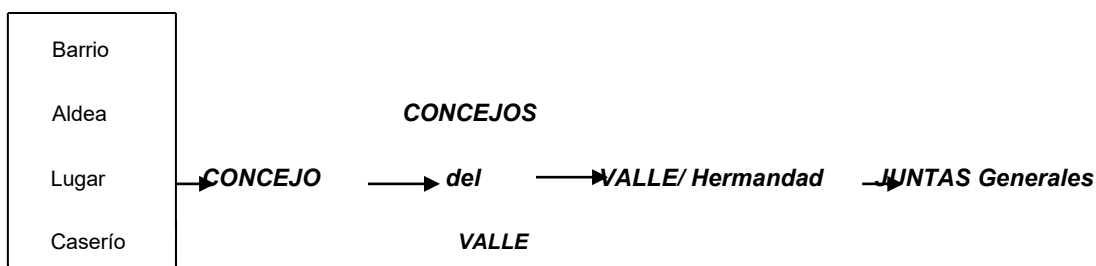 Barrio
Aldea CONCEJOS
Lugar CONCEJO del VALLE/ Hermandad JUNTAS Generales
Caserío VALLE